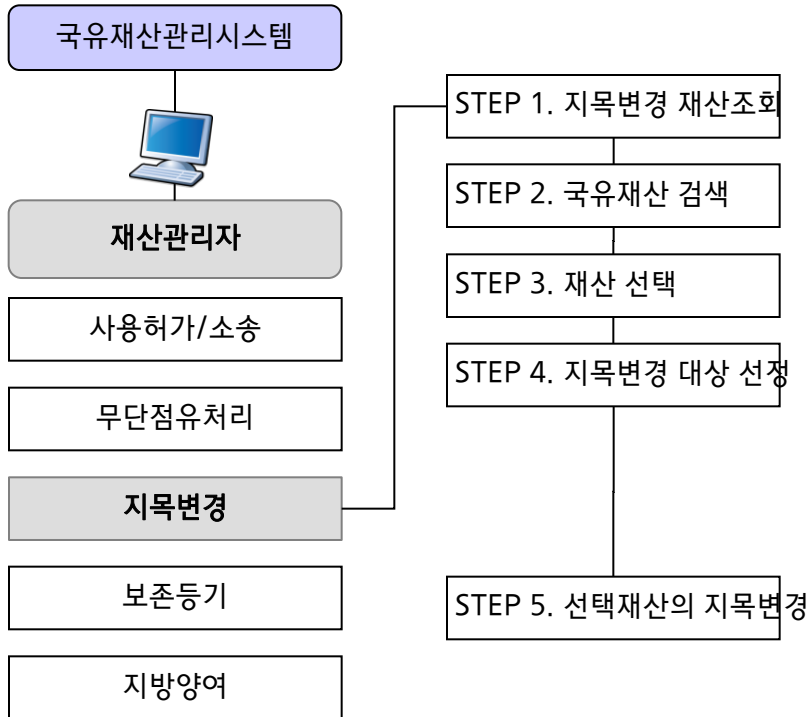 국유재산관리시스템
재산관리자
사용허가/소송
무단점유처리
지목변경
보존등기
지방양여
STEP 1. 지목변경 재산조회
STEP 2. 국유재산 검색
STEP 3. 재산 선택
STEP 4. 지목변경 대상 선정
STEP 5. 선택재산의 지목변경